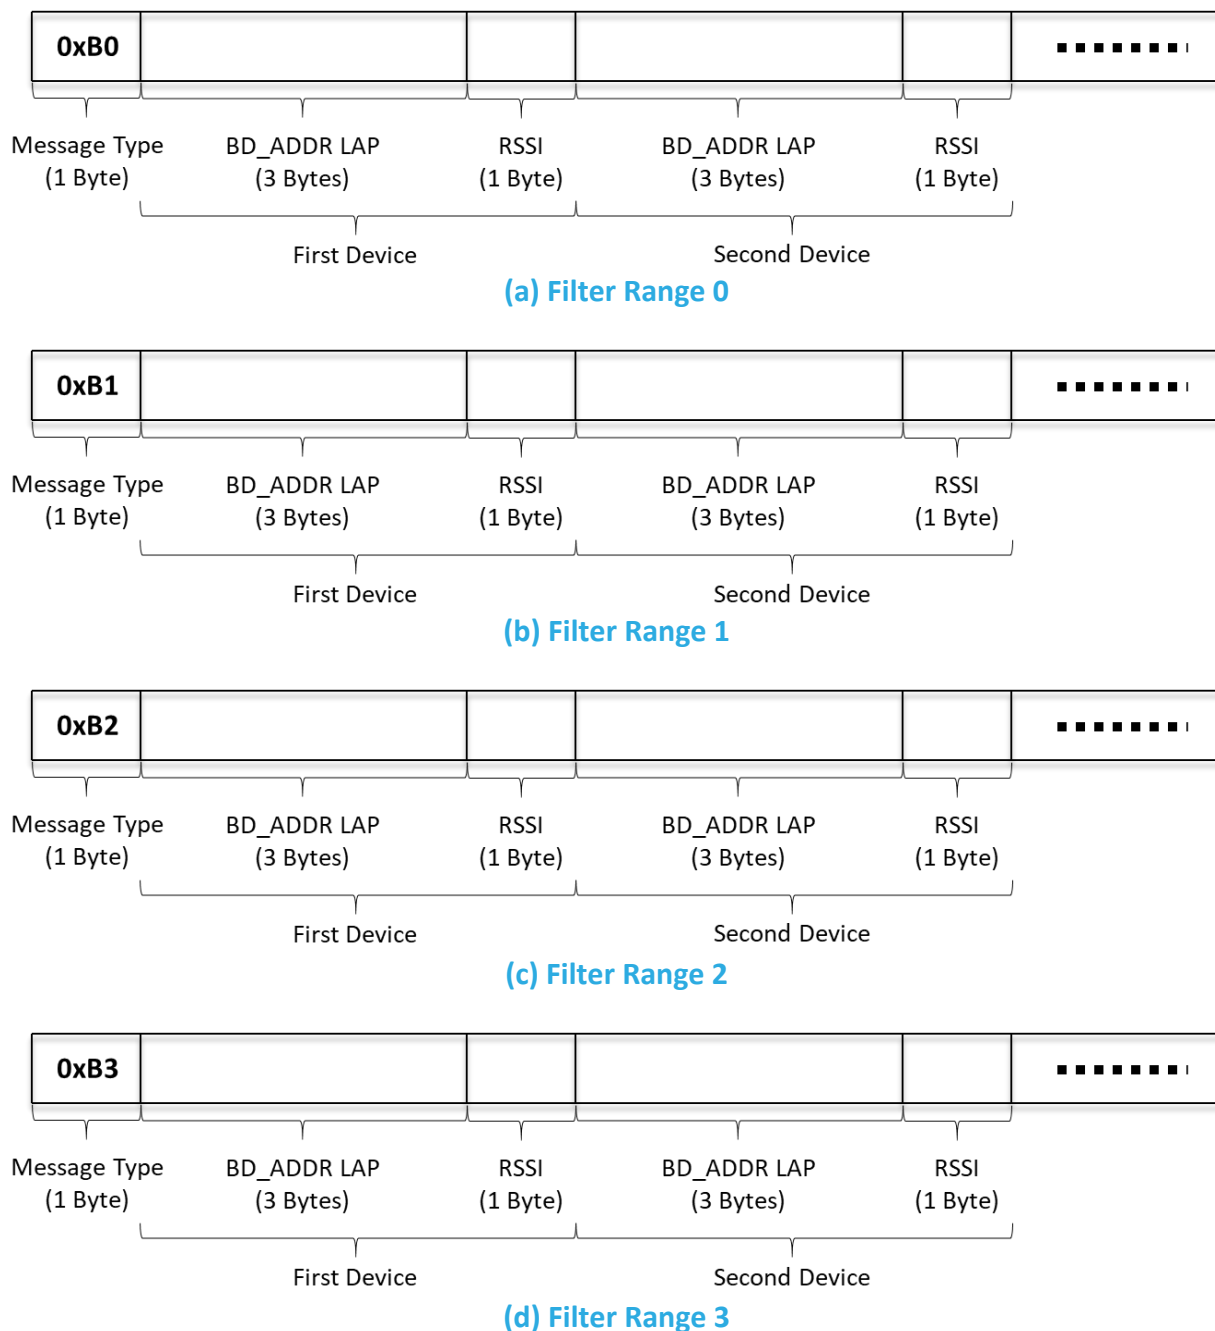 0xB0
Message Type BD_ADDR LAP RSSI BD_ADDR LAP RSSI
(1 Byte) (3 Bytes) (1 Byte) (3 Bytes) (1 Byte)
First Device Second Device
(a) Filter Range 0
0xB1
Message Type BD_ADDR LAP RSSI BD_ADDR LAP RSSI
(1 Byte) (3 Bytes) (1 Byte) (3 Bytes) (1 Byte)
First Device Second Device
(b) Filter Range 1
0xB2
Message Type BD_ADDR LAP RSSI BD_ADDR LAP RSSI
(1 Byte) (3 Bytes) (1 Byte) (3 Bytes) (1 Byte)
First Device Second Device
(c) Filter Range 2
0xB3
Message Type BD_ADDR LAP RSSI BD_ADDR LAP RSSI
(1 Byte) (3 Bytes) (1 Byte) (3 Bytes) (1 Byte)
First Device Second Device
(d) Filter Range 3